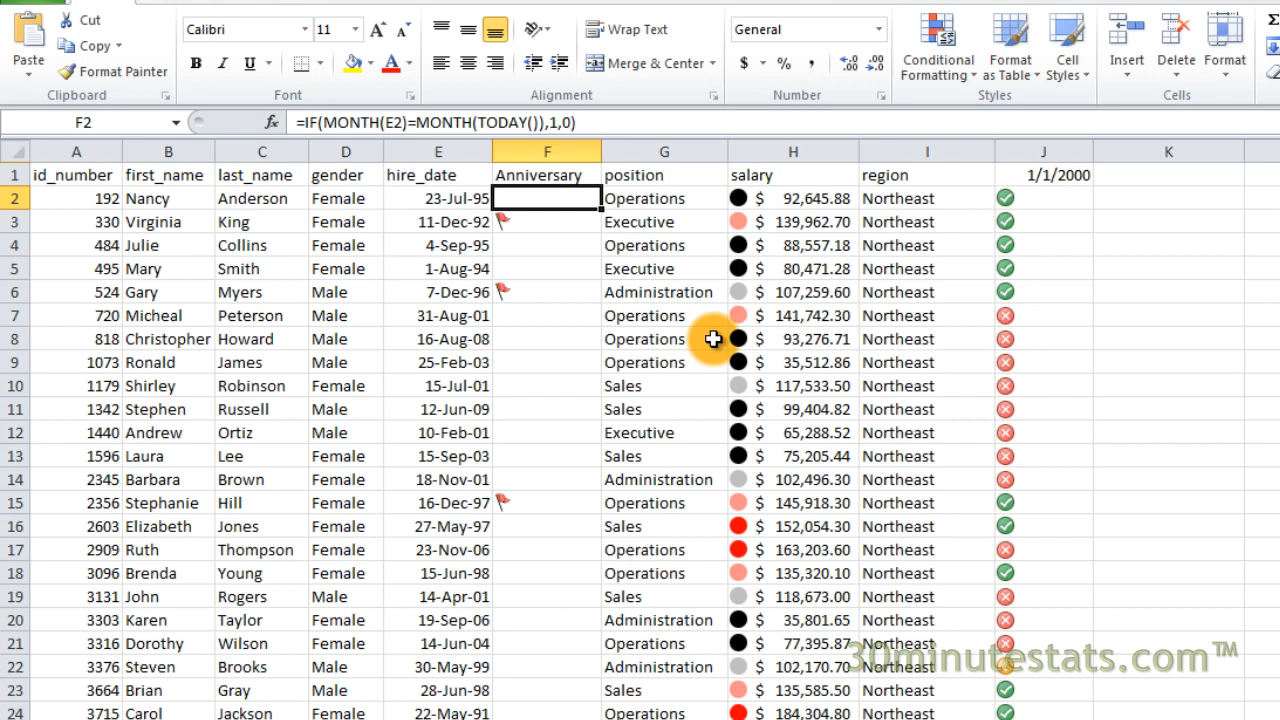 Cut
Copy
Format Painter
Paste
Clipboard
Calibri 11
B I U A
Font
Wrap Text
Merge & Center
Alignment
General
$ % ,
Number
Conditional Formatting
Format as Table
Cell Styles
Styles
Insert Delete Format
Cells
F2 fx =IF(MONTH(E2)=MONTH(TODAY()),1,0)
A B C D E F G H I J K
1 id_number first_name last_name gender hire_date Anniversary position salary region 1/1/2000
2 192 Nancy Anderson Female 23-Jul-95 Operations $ 92,645.88 Northeast
3 330 Virginia King Female 11-Dec-92 Executive $ 139,962.70 Northeast
4 484 Julie Collins Female 4-Sep-95 Operations $ 88,557.18 Northeast
5 495 Mary Smith Female 1-Aug-94 Executive $ 80,471.28 Northeast
6 524 Gary Myers Male 7-Dec-96 Administration $ 107,259.60 Northeast
7 720 Micheal Peterson Male 31-Aug-01 Operations $ 141,742.30 Northeast
8 818 Christopher Howard Male 16-Aug-08 Operations $ 93,276.71 Northeast
9 1073 Ronald James Male 25-Feb-03 Operations $ 35,512.86 Northeast
10 1179 Shirley Robinson Female 15-Jul-01 Sales $ 117,533.50 Northeast
11 1342 Stephen Russell Male 12-Jun-09 Sales $ 99,404.82 Northeast
12 1440 Andrew Ortiz Male 10-Feb-01 Executive $ 65,288.52 Northeast
13 1596 Laura Lee Female 15-Sep-03 Sales $ 75,205.44 Northeast
14 2345 Barbara Brown Female 18-Nov-01 Administration $ 102,496.30 Northeast
15 2356 Stephanie Hill Female 16-Dec-97 Operations $ 145,918.30 Northeast
16 2603 Elizabeth Jones Female 27-May-97 Sales $ 152,054.30 Northeast
17 2909 Ruth Thompson Female 23-Nov-06 Operations $ 163,203.60 Northeast
18 3096 Brenda Young Female 15-Jun-98 Operations $ 135,320.10 Northeast
19 3131 John Rogers Male 14-Apr-01 Sales $ 118,673.00 Northeast
20 3303 Karen Taylor Female 19-Sep-06 Administration $ 35,801.65 Northeast
21 3316 Dorothy Wilson Female 14-Jun-04 Operations $ 77,395.87 Northeast
22 3376 Steven Brooks Male 30-May-99 Administration $ 102,170.70 Northeast
23 3664 Brian Gray Male 28-Jun-98 Sales $ 135,585.50 Northeast
24 3715 Carol Jackson Female 22-May-91 Operations $ 184,304.80 Northeast
30minutestats.com™